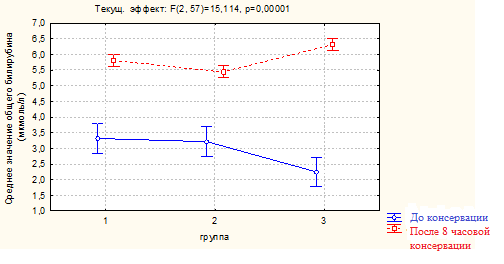 Текущ. эффект: F(2, 57)=15,114, p=0,00001
Среднее значение общего билирубина
(мкмоль/л)
7,0
6,5
6,0
5,5
5,0
4,5
4,0
3,5
3,0
2,5
2,0
1,5
1,0
1 2 3
группа
До консервации
После 8 часовой
консервации